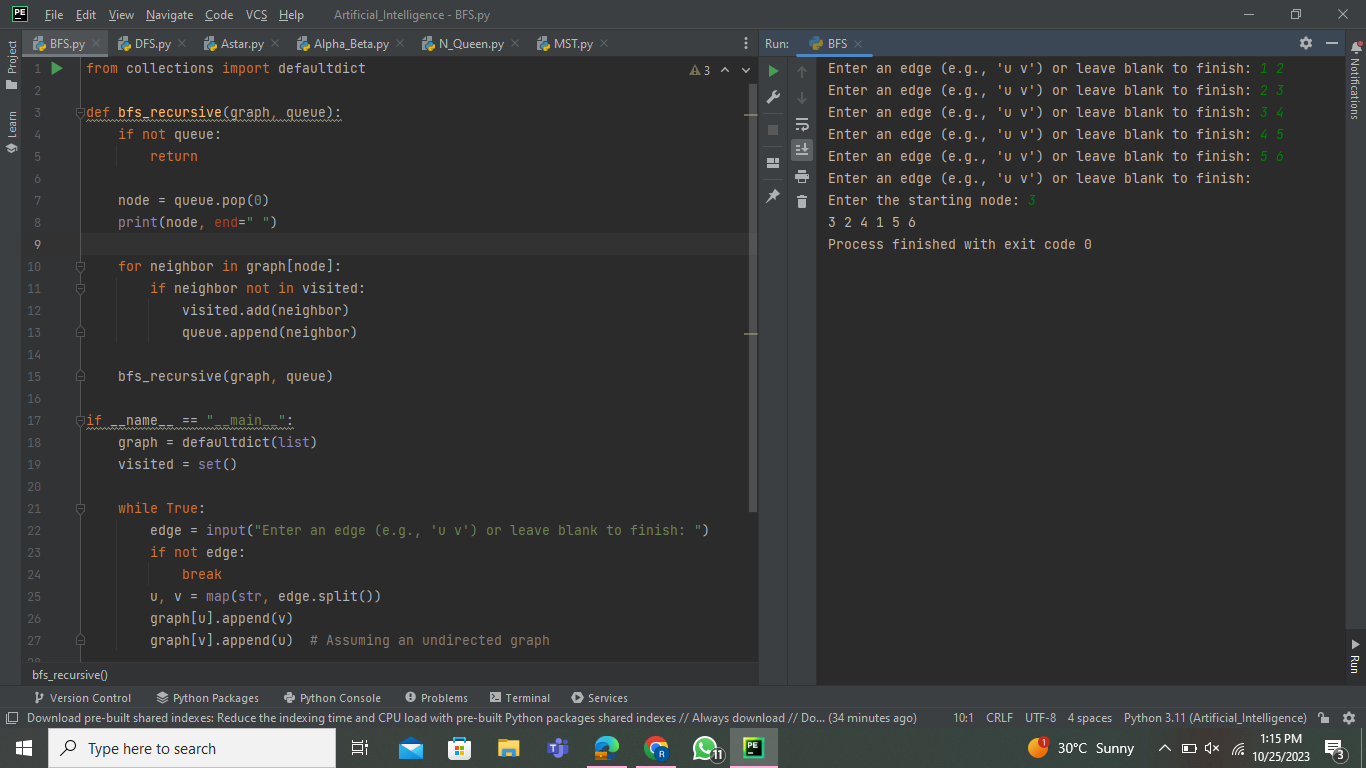 PE File Edit View Navigate Code VCS Help Artificial_Intelligence - BFS.py
BFS.py DFS.py Astar.py Alpha_Beta.py N_Queen.py MST.py Run: BFS
Project
Learn
3
1 from collections import defaultdict
2
3 def bfs_recursive(graph, queue):
4 if not queue:
5 return
6
7 node = queue.pop(0)
8 print(node, end=" ")
9
10 for neighbor in graph[node]:
11 if neighbor not in visited:
12 visited.add(neighbor)
13 queue.append(neighbor)
14
15 bfs_recursive(graph, queue)
16
17 if __name__ == "__main__":
18 graph = defaultdict(list)
19 visited = set()
20
21 while True:
22 edge = input("Enter an edge (e.g., 'u v') or leave blank to finish: ")
23 if not edge:
24 break
25 u, v = map(str, edge.split())
26 graph[u].append(v)
27 graph[v].append(u) # Assuming an undirected graph
28
bfs_recursive()
Enter an edge (e.g., 'u v') or leave blank to finish: 1 2
Enter an edge (e.g., 'u v') or leave blank to finish: 2 3
Enter an edge (e.g., 'u v') or leave blank to finish: 3 4
Enter an edge (e.g., 'u v') or leave blank to finish: 4 5
Enter an edge (e.g., 'u v') or leave blank to finish: 5 6
Enter an edge (e.g., 'u v') or leave blank to finish:
Enter the starting node: 3
3 2 4 1 5 6
Process finished with exit code 0
Notifications
Run
Version Control Python Packages Python Console Problems Terminal Services
Download pre-built shared indexes: Reduce the indexing time and CPU load with pre-built Python packages shared indexes // Always download // Do... (34 minutes ago) 10:1 CRLF UTF-8 4 spaces Python 3.11 (Artificial_Intelligence)
Type here to search R 11 PE 1 30°C Sunny 1:15 PM
10/25/2023 3